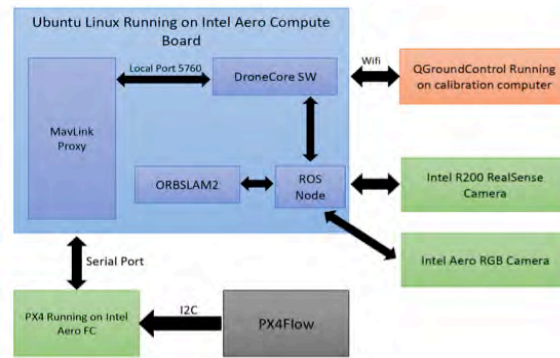 Ubuntu Linux Running on Intel Aero Compute
Board
Local Port 5760
DroneCore SW
Wifi
QGroundControl Running
on calibration computer
MavLink
Proxy
ORBSLAM2
ROS
Node
Intel R200 RealSense
Camera
Intel Aero RGB Camera
Serial Port
PX4 Running on Intel
Aero FC
I2C
PX4Flow